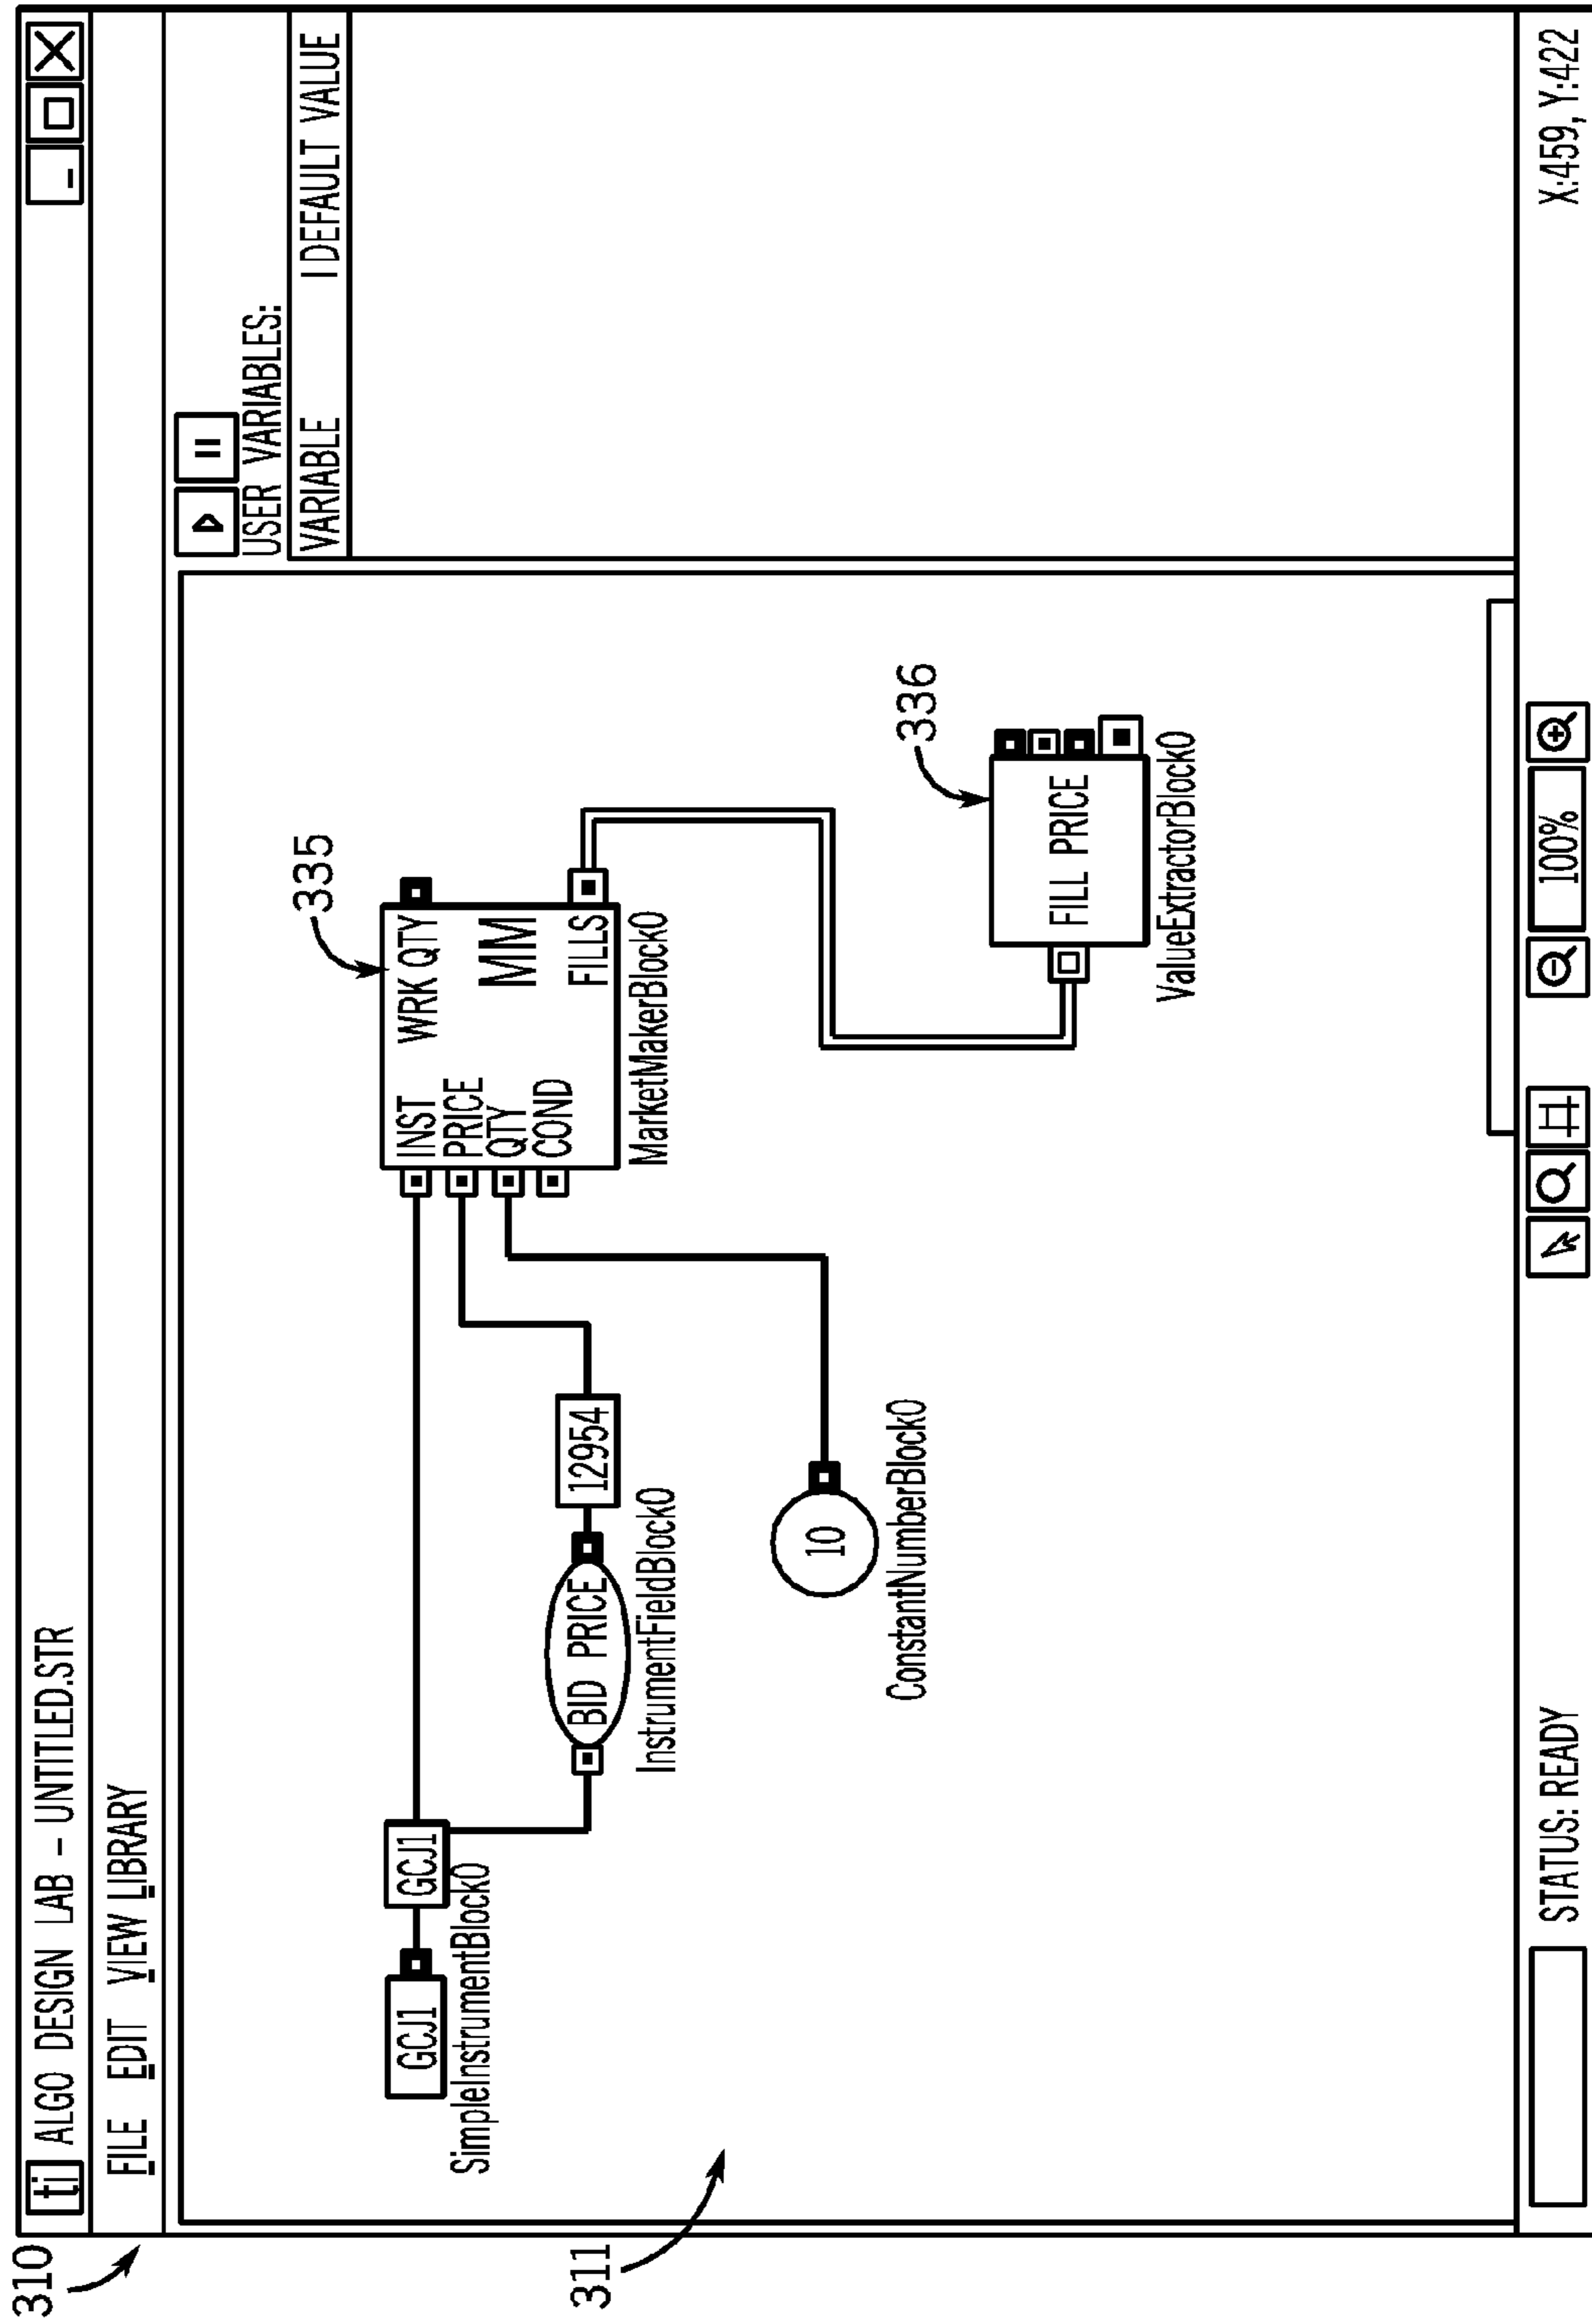 310
ti ALGO DESIGN LAB – UNTITLED.STR
FILE EDIT VIEW LIBRARY
USER VARIABLES:
VARIABLE | DEFAULT VALUE
335
GCJ1
GCJ1
SimpleInstrumentBlock0
INST WRK QTY
PRICE
QTY MM
COND FILLS
MarketMakerBlock0
BID PRICE
12954
InstrumentFieldBlock0
311
10
ConstantNumberBlock0
336
FILL PRICE
ValueExtractorBlock0
STATUS: READY
100%
X:459, Y:422